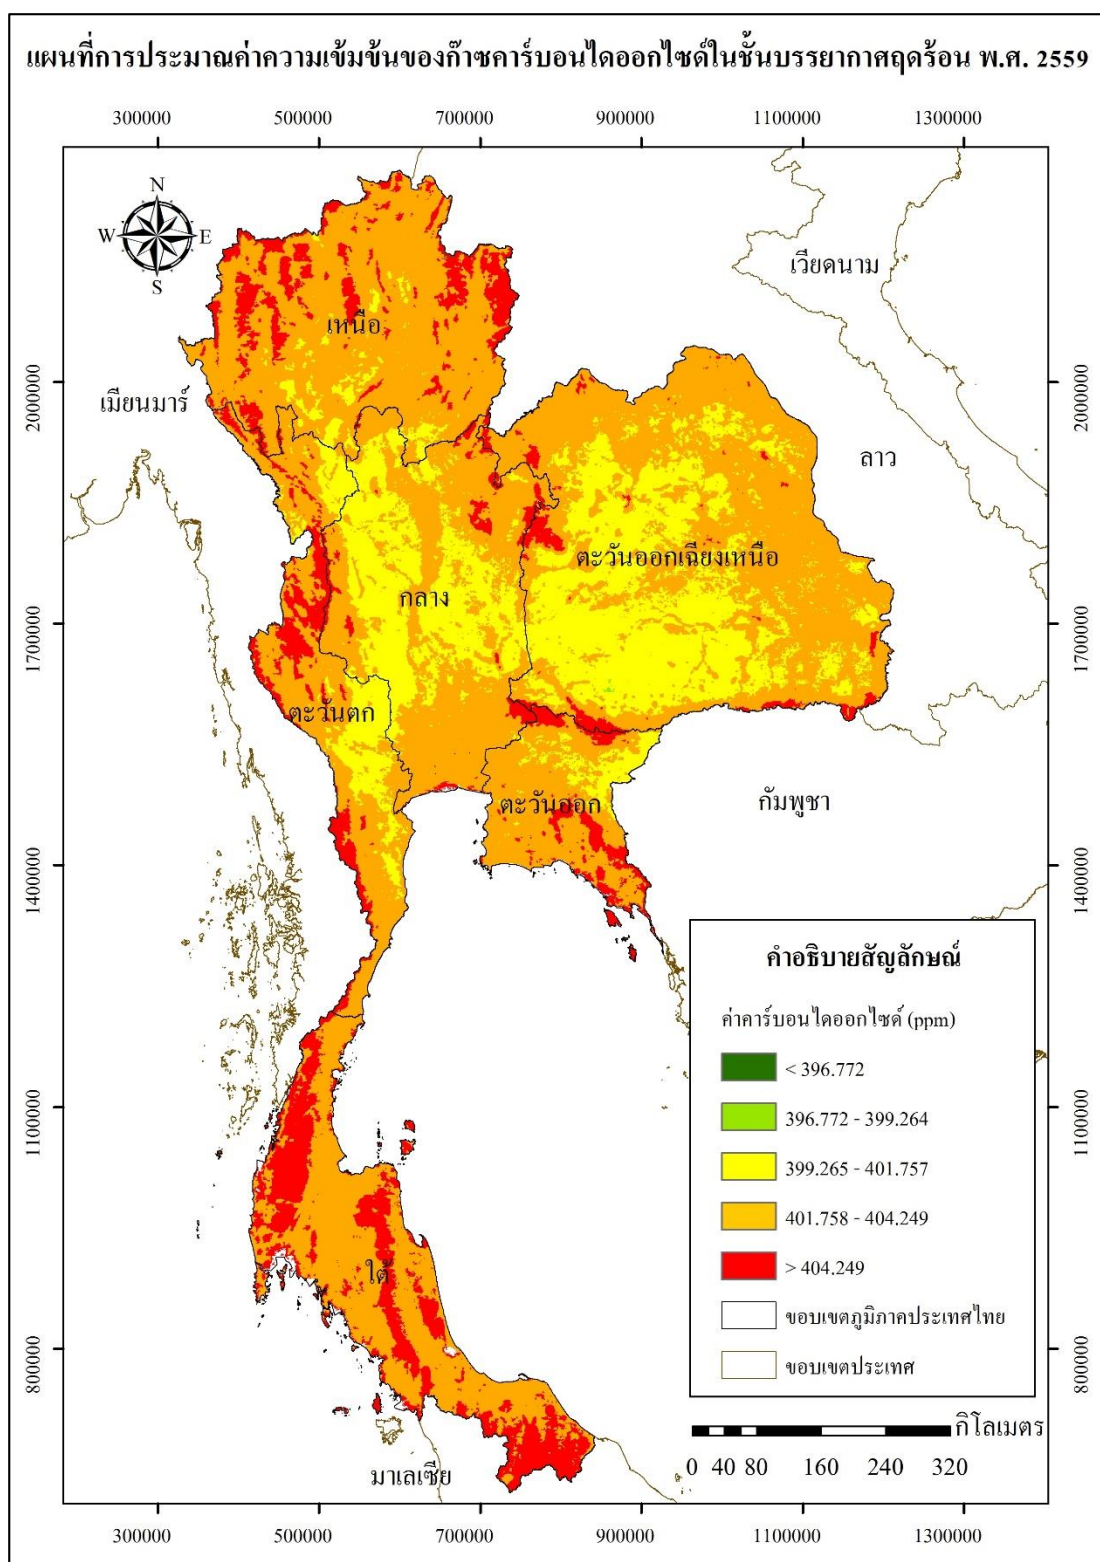 แผนที่การประมาณค่าความเข้มข้นของก๊าซคาร์บอนไดออกไซด์ในชั้นบรรยากาศฤดูร้อน พ.ศ. 2559
300000 500000 700000 900000 1100000 1300000
N
W E
S
เวียดนาม
เหนือ
2000000 2000000
เมียนมาร์
ลาว
ตะวันออกเฉียงเหนือ
กลาง
1700000 1700000
ตะวันตก
ตะวันออก
กัมพูชา
1400000 1400000
คำอธิบายสัญลักษณ์
ค่าคาร์บอนไดออกไซด์ (ppm)
< 396.772
1100000 1100000
396.772 - 399.264
399.265 - 401.757
401.758 - 404.249
> 404.249
ใต้
ขอบเขตภูมิภาคประเทศไทย
800000 800000
ขอบเขตประเทศ
กิโลเมตร
มาเลเซีย
0 40 80 160 240 320
300000 500000 700000 900000 1100000 1300000